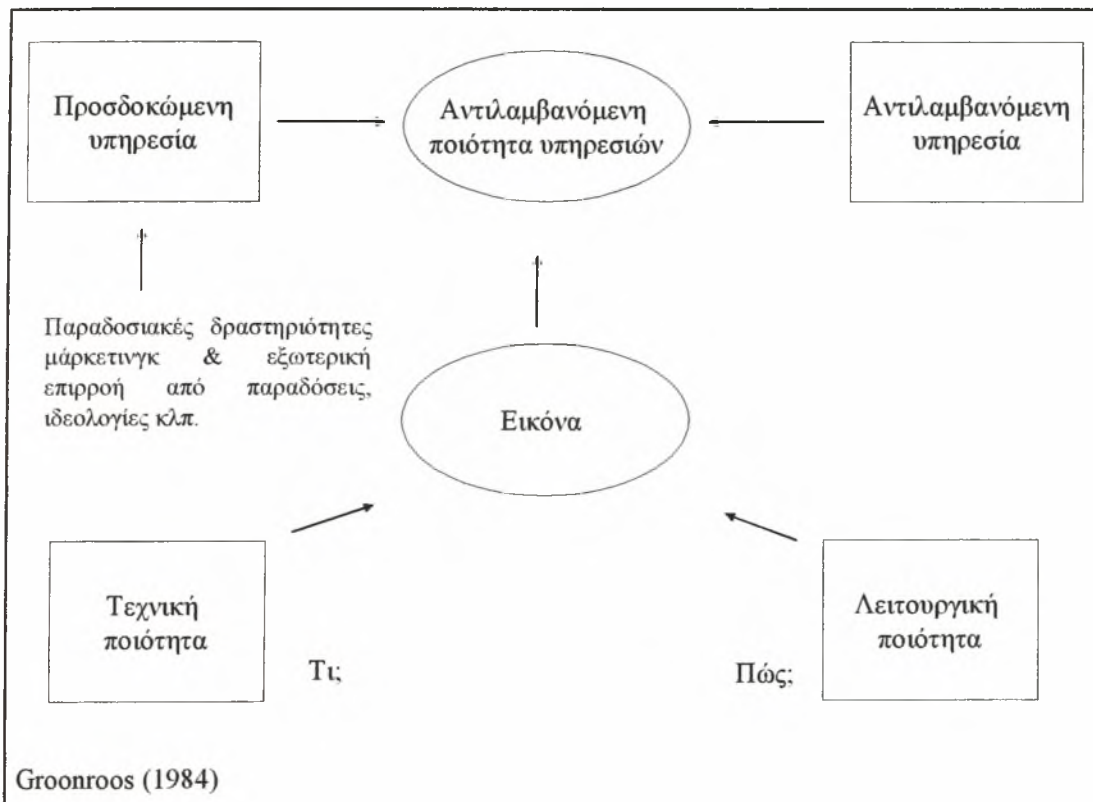 Προσδοκώμενη
υπηρεσία
Αντιλαμβανόμενη
ποιότητα υπηρεσιών
Αντιλαμβανόμενη
υπηρεσία
Παραδοσιακές δραστηριότητες
μάρκετινγκ & εξωτερική
επιρροή από παραδόσεις,
ιδεολογίες κλπ.
Εικόνα
Τεχνική
ποιότητα
Τι;
Πώς;
Λειτουργική
ποιότητα
Groonroos (1984)